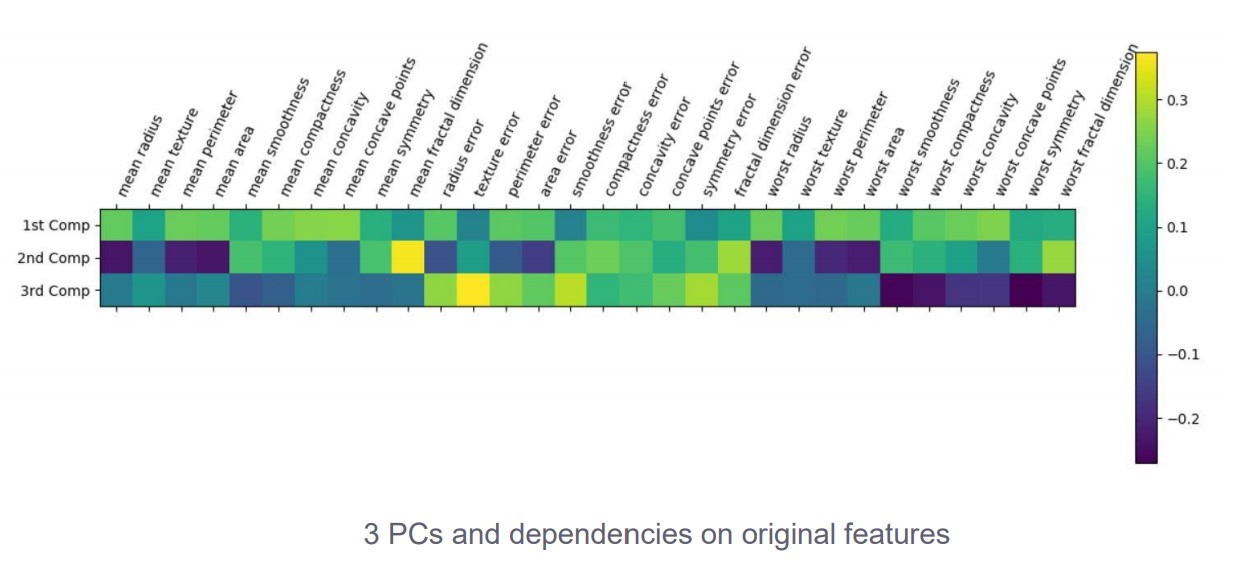 mean radius
mean texture
mean perimeter
mean area
mean smoothness
mean compactness
mean concavity
mean concave points
mean symmetry
mean fractal dimension
radius error
texture error
perimeter error
area error
smoothness error
compactness error
concavity error
concave points error
symmetry error
fractal dimension error
worst radius
worst texture
worst perimeter
worst area
worst smoothness
worst compactness
worst concavity
worst concave points
worst symmetry
worst fractal dimension
1st Comp
2nd Comp
3rd Comp
0.3
0.2
0.1
0.0
−0.1
−0.2
3 PCs and dependencies on original features